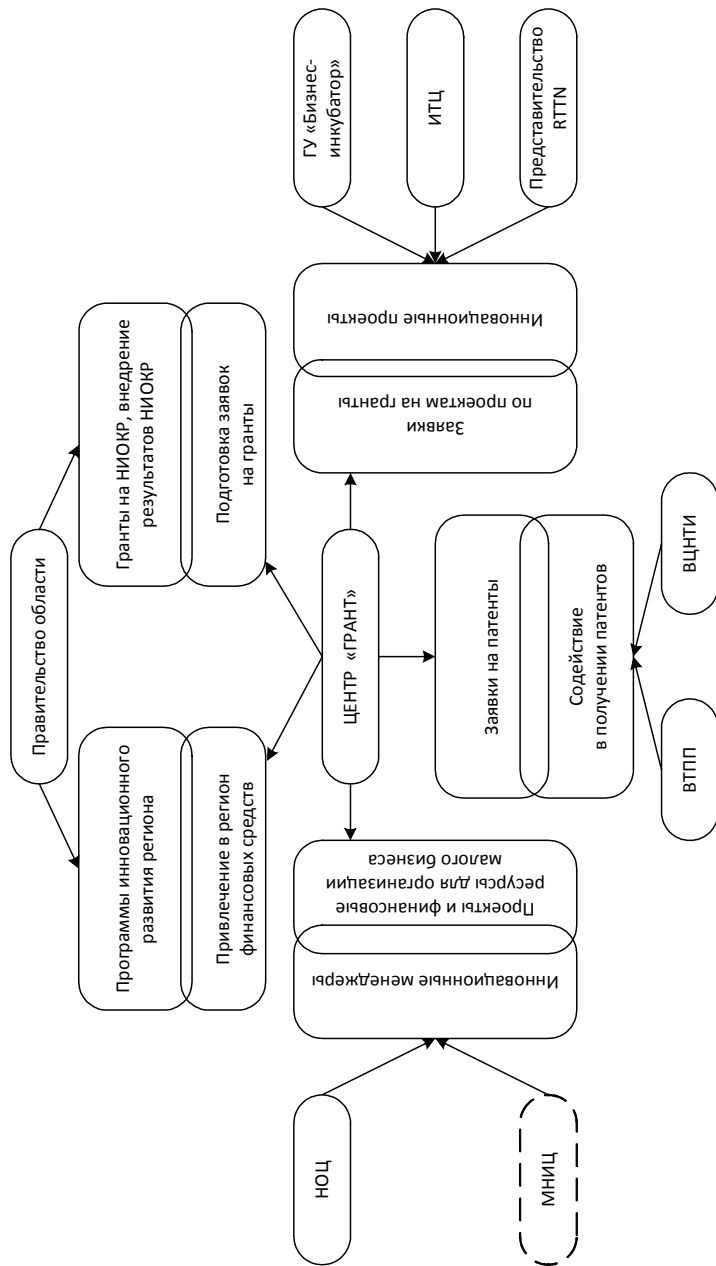 Правительство области
Программы инновационного
развития региона
Привлечение в регион
финансовых средств
Гранты на НИОКР, внедрение
результатов НИОКР
Подготовка заявок
на гранты
НОЦ
МНИЦ
Инновационные менеджеры
Проекты и финансовые
ресурсы для организации
малого бизнеса
ЦЕНТР «ГРАНТ»
Заявки
по проектам на гранты
Инновационные проекты
ГУ «Бизнес-
инкубатор»
ИТЦ
Представительство
RTTN
Заявки на патенты
Содействие
в получении патентов
ВТПП
ВЦНТИ